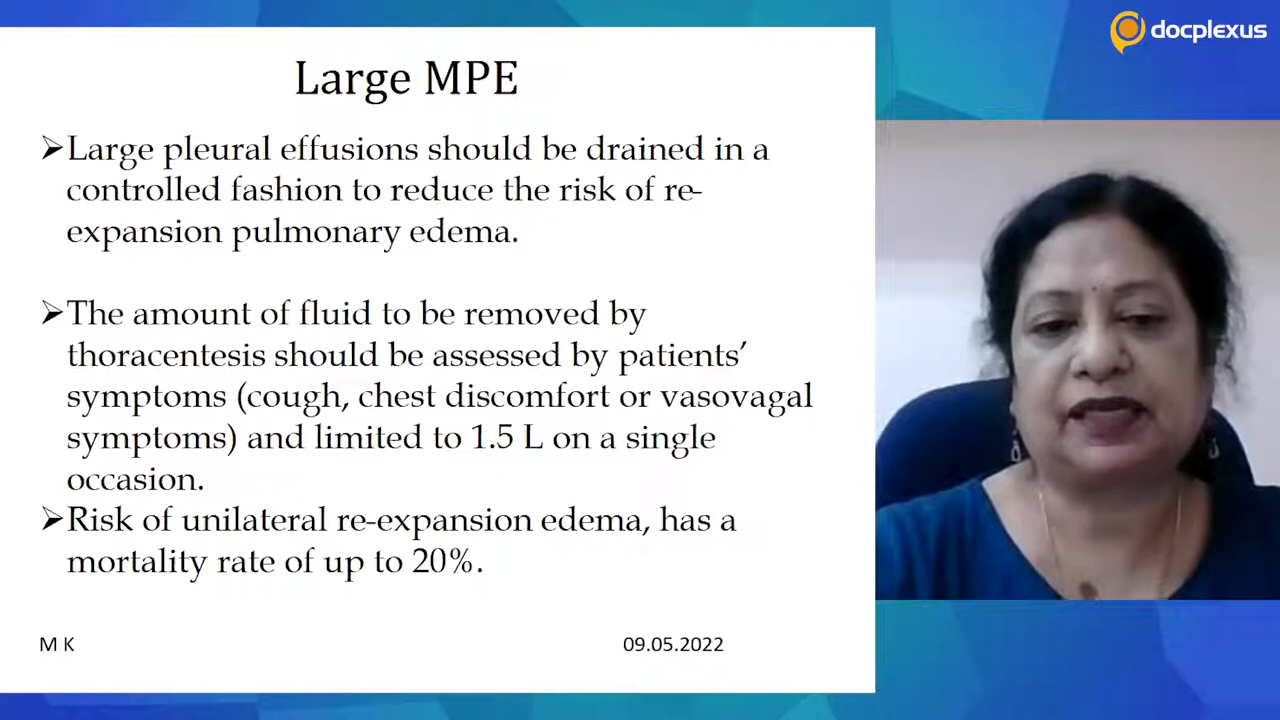 docplexus
Large MPE
➢Large pleural effusions should be drained in a
controlled fashion to reduce the risk of re-
expansion pulmonary edema.
➢The amount of fluid to be removed by
thoracentesis should be assessed by patients’
symptoms (cough, chest discomfort or vasovagal
symptoms) and limited to 1.5 L on a single
occasion.
➢Risk of unilateral re-expansion edema, has a
mortality rate of up to 20%.
M K 09.05.2022